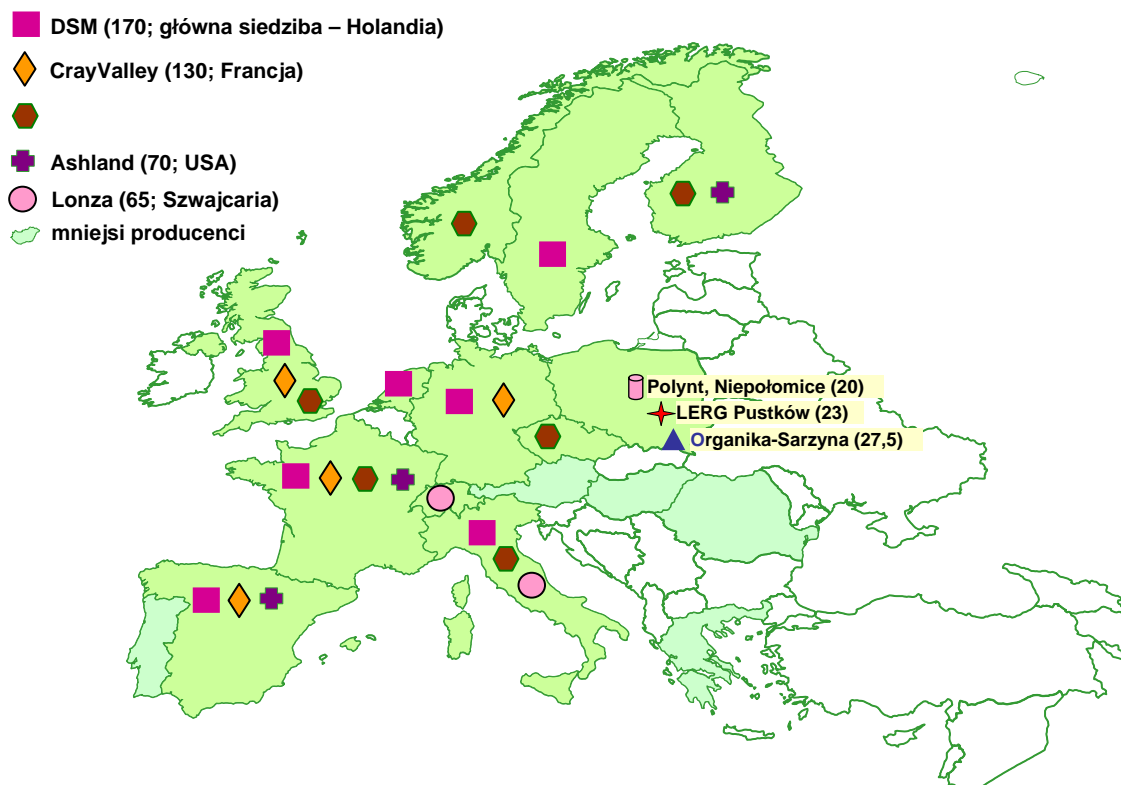 DSM (170; główna siedziba – Holandia)
CrayValley (130; Francja)
Ashland (70; USA)
Lonza (65; Szwajcaria)
mniejsi producenci
Polynt, Niepołomice (20)
LERG Pustków (23)
Organika-Sarzyna (27,5)